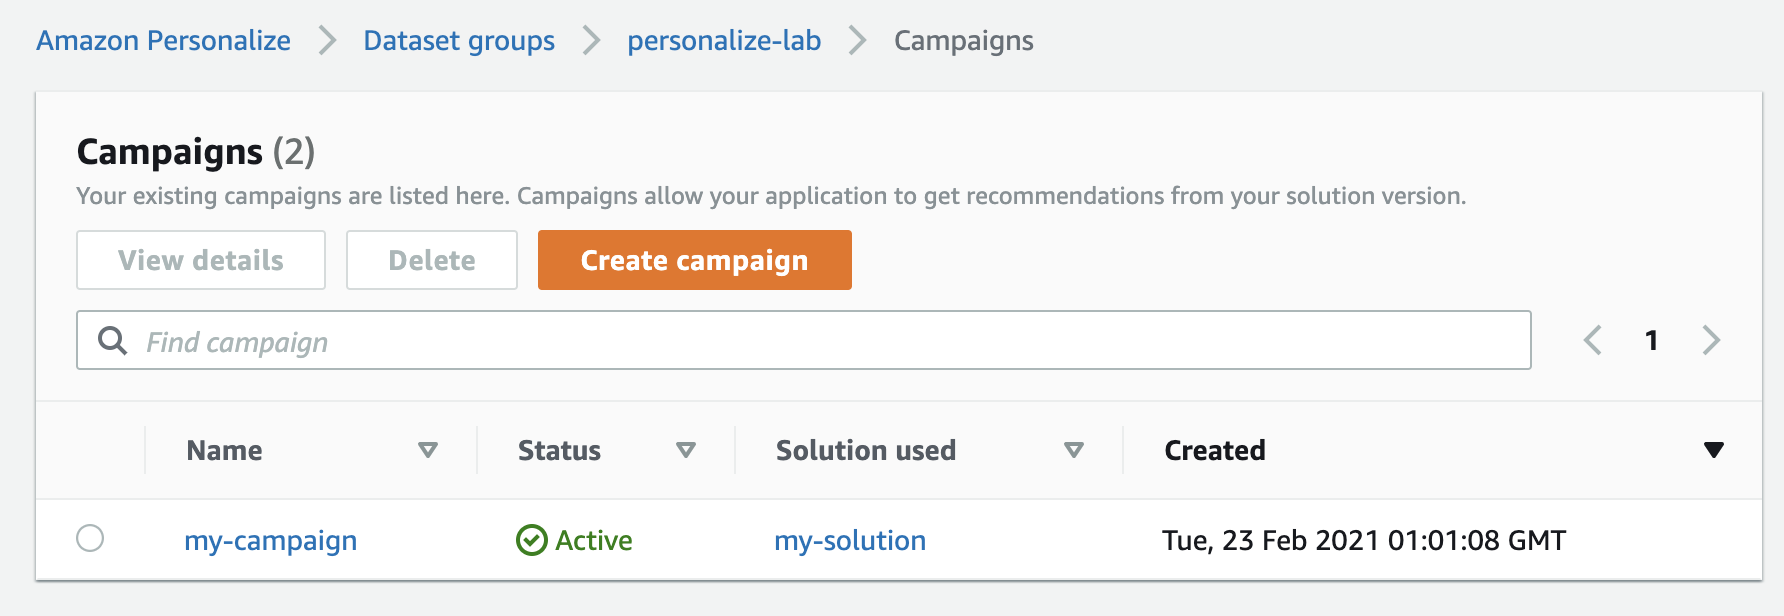 Amazon Personalize > Dataset groups > personalize-lab > Campaigns
Campaigns (2)
Your existing campaigns are listed here. Campaigns allow your application to get recommendations from your solution version.
View details Delete Create campaign
Find campaign 1
Name Status Solution used Created
my-campaign Active my-solution Tue, 23 Feb 2021 01:01:08 GMT